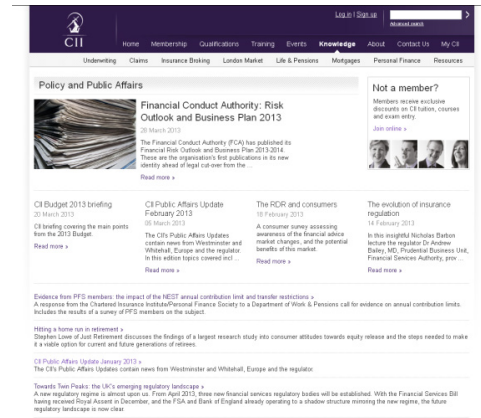 Log in | Sign up
Advanced search
CII
Home Membership Qualifications Training Events Knowledge About Contact Us My CII
Underwriting Claims Insurance Broking London Market Life & Pensions Mortgages Personal Finance Resources
Policy and Public Affairs
Financial Conduct Authority: Risk
Outlook and Business Plan 2013
28 March 2013
The Financial Conduct Authority (FCA) has published its
Financial Risk Outlook and Business Plan 2013-2014.
These are the organisation's first publications in its new
identity ahead of legal cut-over from the ...
Read more »
Not a member?
Members receive exclusive
discounts on CII tuition, courses
and exam entry.
Join online »
CII Budget 2013 briefing
20 March 2013
CII briefing covering the main points
from the 2013 Budget.
Read more »
CII Public Affairs Update
February 2013
05 March 2013
The CII's Public Affairs Updates
contain news from Westminster and
Whitehall, Europe and the regulator.
In this edition topics covered incl ...
Read more »
The RDR and consumers
18 February 2013
A consumer survey assessing
awareness of the financial advice
market changes, and the potential
benefits of this market.
Read more »
The evolution of insurance
regulation
14 February 2013
In this insightful Nicholas Barbon
lecture the regulator Dr Andrew
Bailey, MD, Prudential Business Unit,
Financial Services Authority, prov ...
Read more »
Evidence from PFS members: the impact of the NEST annual contribution limit and transfer restrictions »
A response from the Chartered Insurance Institute/Personal Finance Society to a Department of Work & Pensions call for evidence on annual contribution limits.
Includes the results of a survey of PFS members on the subject.
Hitting a home run in retirement »
Stephen Lowe of Just Retirement discusses the findings of a largest research study into consumer attitudes towards equity release and the steps needed to make
it a viable option for current and future generations of retirees.
CII Public Affairs Update January 2013 »
The CII's Public Affairs Updates contain news from Westminster and Whitehall, Europe and the regulator.
Towards Twin Peaks: the UK's emerging regulatory landscape »
A new regulatory regime is almost upon us. From April 2013, three new financial services regulatory bodies will be established. With the Financial Services Bill
having received Royal Assent in December, and the FSA and Bank of England already operating to a shadow structure mirroring the new regime, the future
regulatory landscape is now clear.